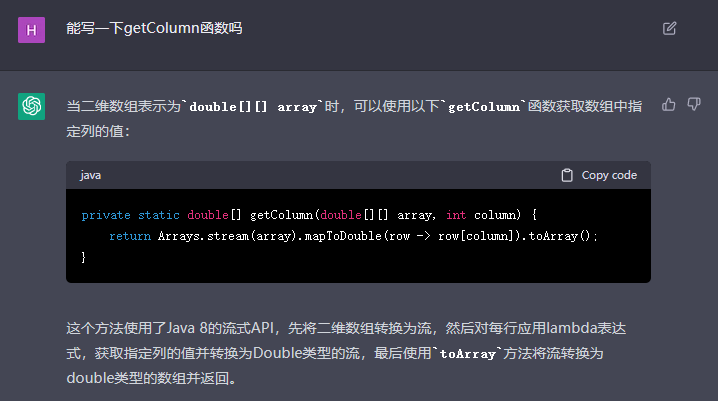 H
能写一下getColumn函数吗
当二维数组表示为`double[][] array`时，可以使用以下`getColumn`函数获取数组中指
定列的值：
java
Copy code
private static double[] getColumn(double[][] array, int column) {
    return Arrays.stream(array).mapToDouble(row -> row[column]).toArray();
}
这个方法使用了Java 8的流式API，先将二维数组转换为流，然后对每行应用lambda表达
式，获取指定列的值并转换为Double类型的流，最后使用`toArray`方法将流转换为
double类型的数组并返回。